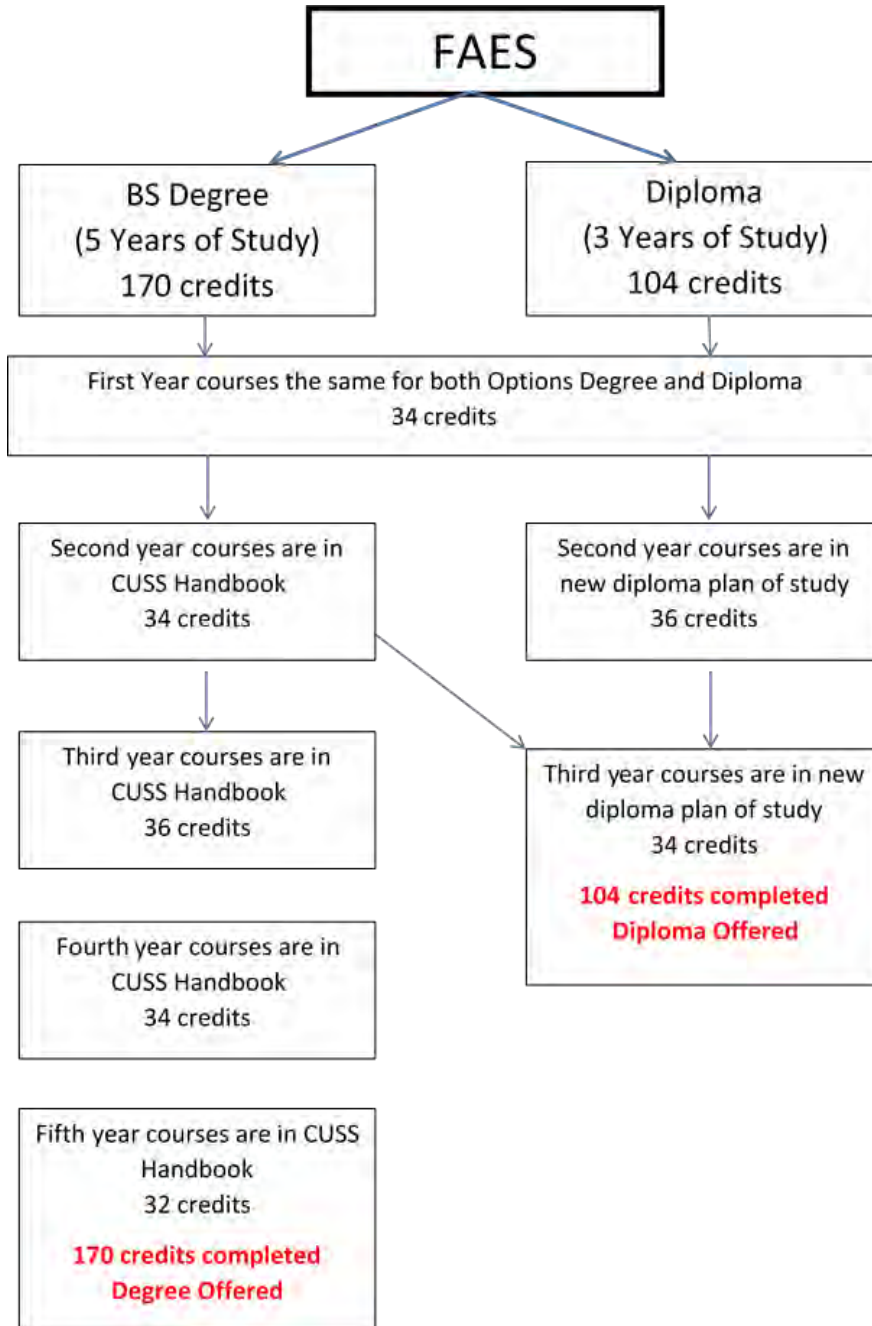 FAES
BS Degree
(5 Years of Study)
170 credits
Diploma
(3 Years of Study)
104 credits
First Year courses the same for both Options Degree and Diploma
34 credits
Second year courses are in
CUSS Handbook
34 credits
Second year courses are in
new diploma plan of study
36 credits
Third year courses are in
CUSS Handbook
36 credits
Third year courses are in new
diploma plan of study
34 credits
104 credits completed
Diploma Offered
Fourth year courses are in
CUSS Handbook
34 credits
Fifth year courses are in CUSS
Handbook
32 credits
170 credits completed
Degree Offered